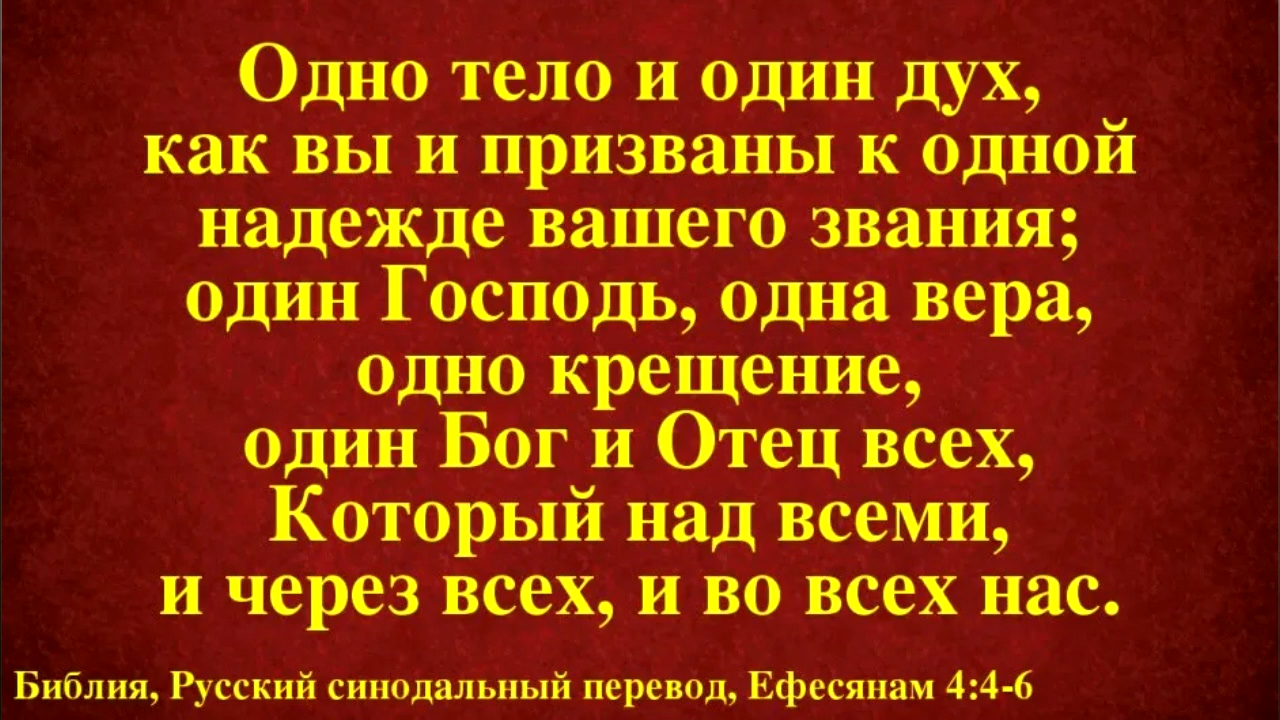 Одно тело и один дух,
как вы и призваны к одной
надежде вашего звания;
один Господь, одна вера,
одно крещение,
один Бог и Отец всех,
Который над всеми,
и через всех, и во всех нас.
Библия, Русский синодальный перевод, Ефесянам 4:4-6